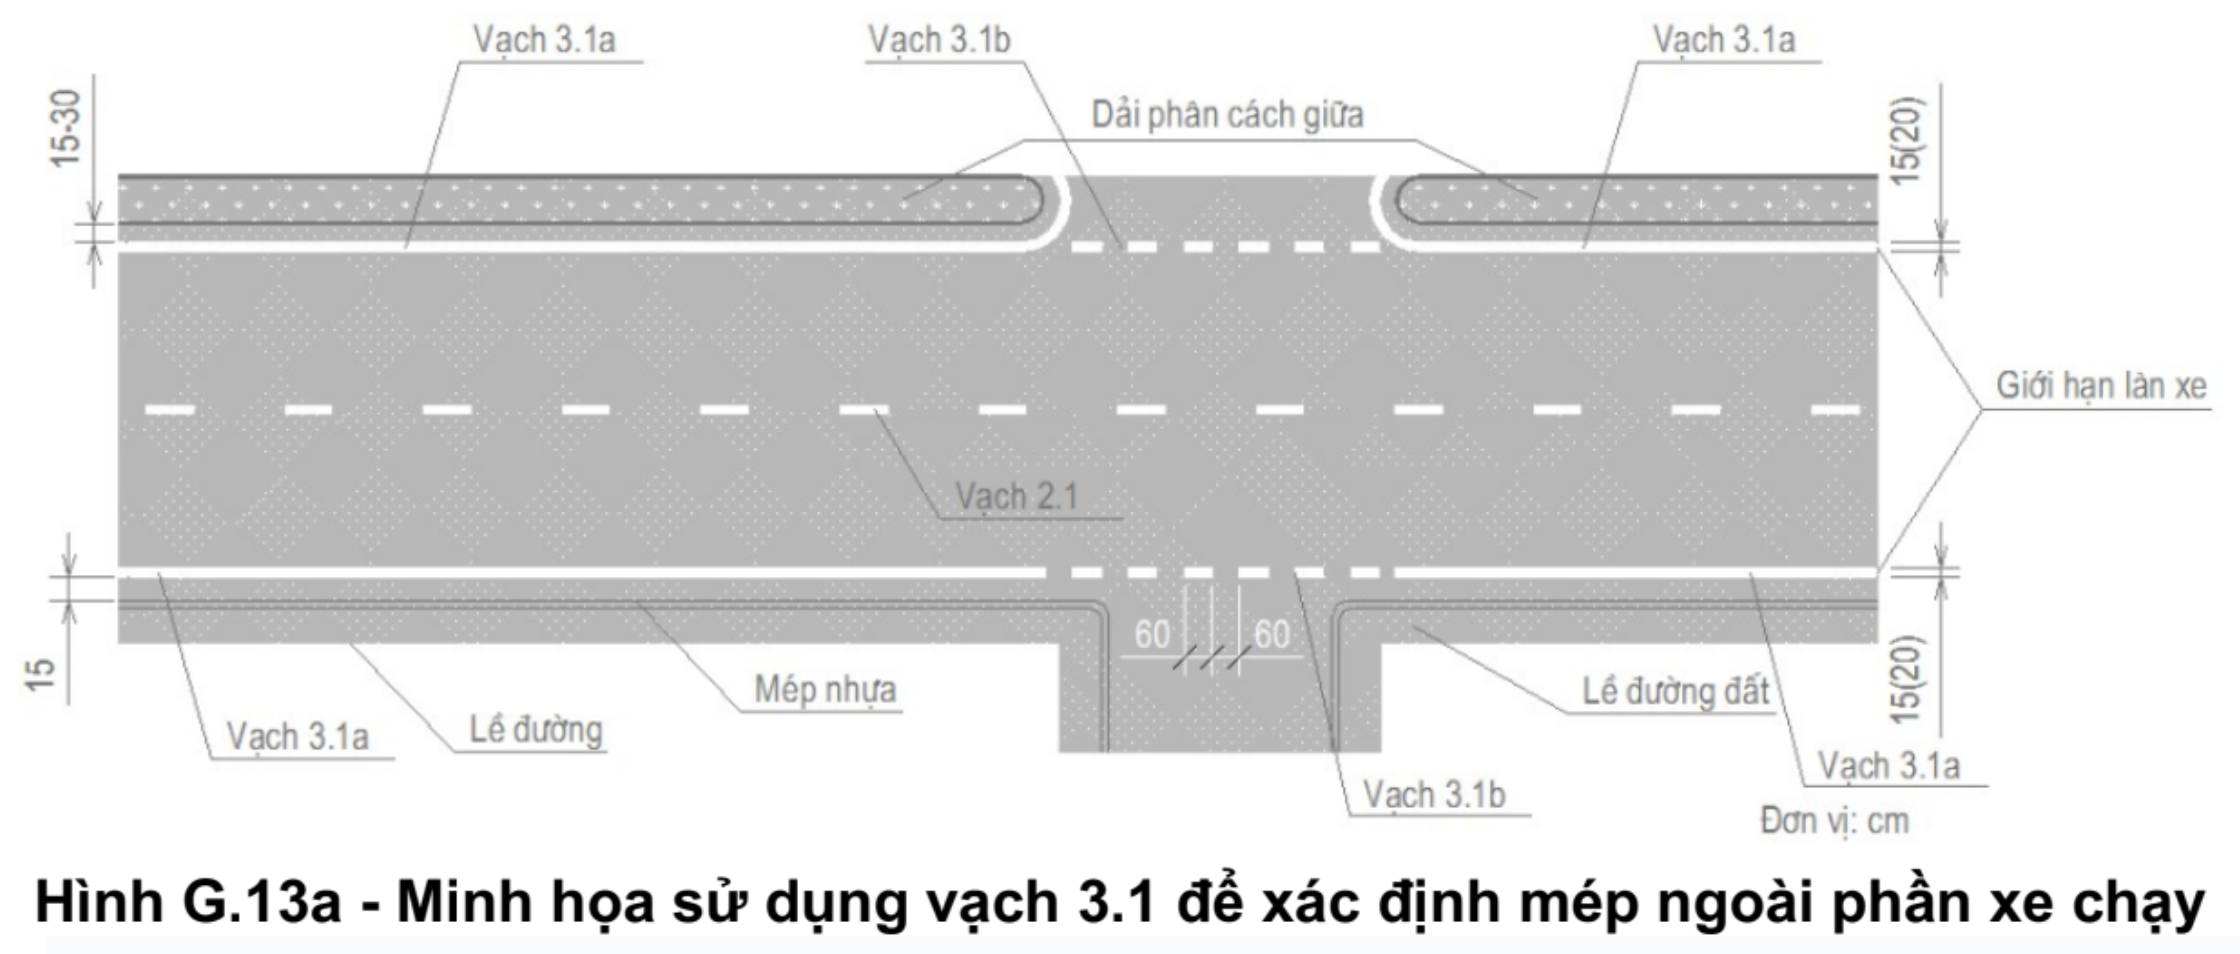 Vạch 3.1a
Vạch 3.1b
Vạch 3.1a
15-30
Dải phân cách giữa
15(20)
Giới hạn làn xe
Vạch 2.1
60
60
15
Mép nhựa
Lề đường đất
15(20)
Vạch 3.1a
Lề đường
Vạch 3.1a
Vạch 3.1b
Đơn vị: cm
Hình G.13a - Minh họa sử dụng vạch 3.1 để xác định mép ngoài phần xe chạy